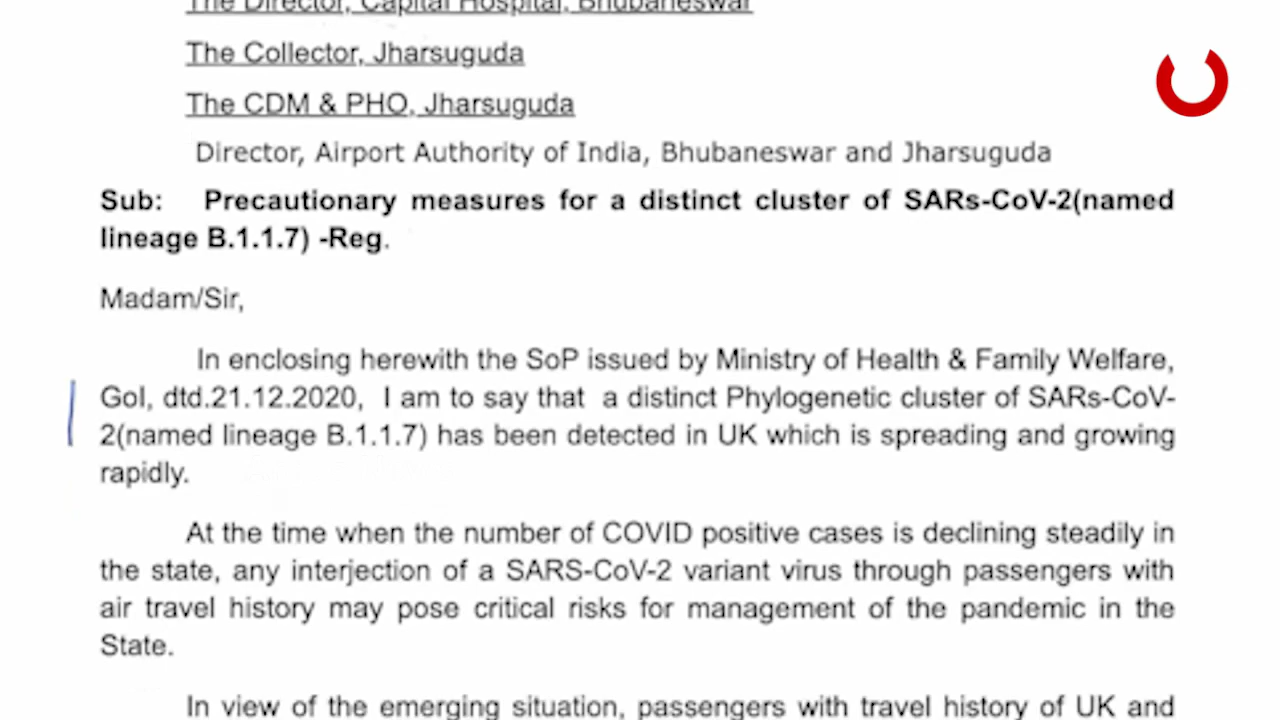 The Director, Capital Hospital, Bhubaneswar
The Collector, Jharsuguda
The CDM & PHO, Jharsuguda
Director, Airport Authority of India, Bhubaneswar and Jharsuguda
Sub: Precautionary measures for a distinct cluster of SARs-CoV-2(named
lineage B.1.1.7) -Reg.
Madam/Sir,
In enclosing herewith the SoP issued by Ministry of Health & Family Welfare,
GoI, dtd.21.12.2020, I am to say that a distinct Phylogenetic cluster of SARs-CoV-
2(named lineage B.1.1.7) has been detected in UK which is spreading and growing
rapidly.
At the time when the number of COVID positive cases is declining steadily in
the state, any interjection of a SARS-CoV-2 variant virus through passengers with
air travel history may pose critical risks for management of the pandemic in the
State.
In view of the emerging situation, passengers with travel history of UK and